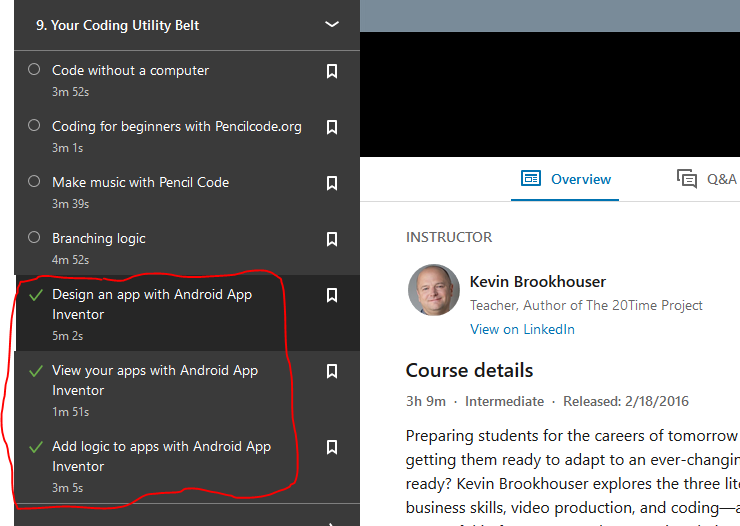 9. Your Coding Utility Belt
Code without a computer
3m 52s
Coding for beginners with Pencilcode.org
3m 1s
Make music with Pencil Code
3m 39s
Branching logic
4m 52s
Design an app with Android App
Inventor
5m 2s
View your apps with Android App
Inventor
1m 51s
Add logic to apps with Android App
Inventor
3m 5s
Overview
Q&A
INSTRUCTOR
Kevin Brookhouser
Teacher, Author of The 20Time Project
View on LinkedIn
Course details
3h 9m · Intermediate · Released: 2/18/2016
Preparing students for the careers of tomorrow
getting them ready to adapt to an ever-changin
ready? Kevin Brookhouser explores the three lite
business skills, video production, and coding—a